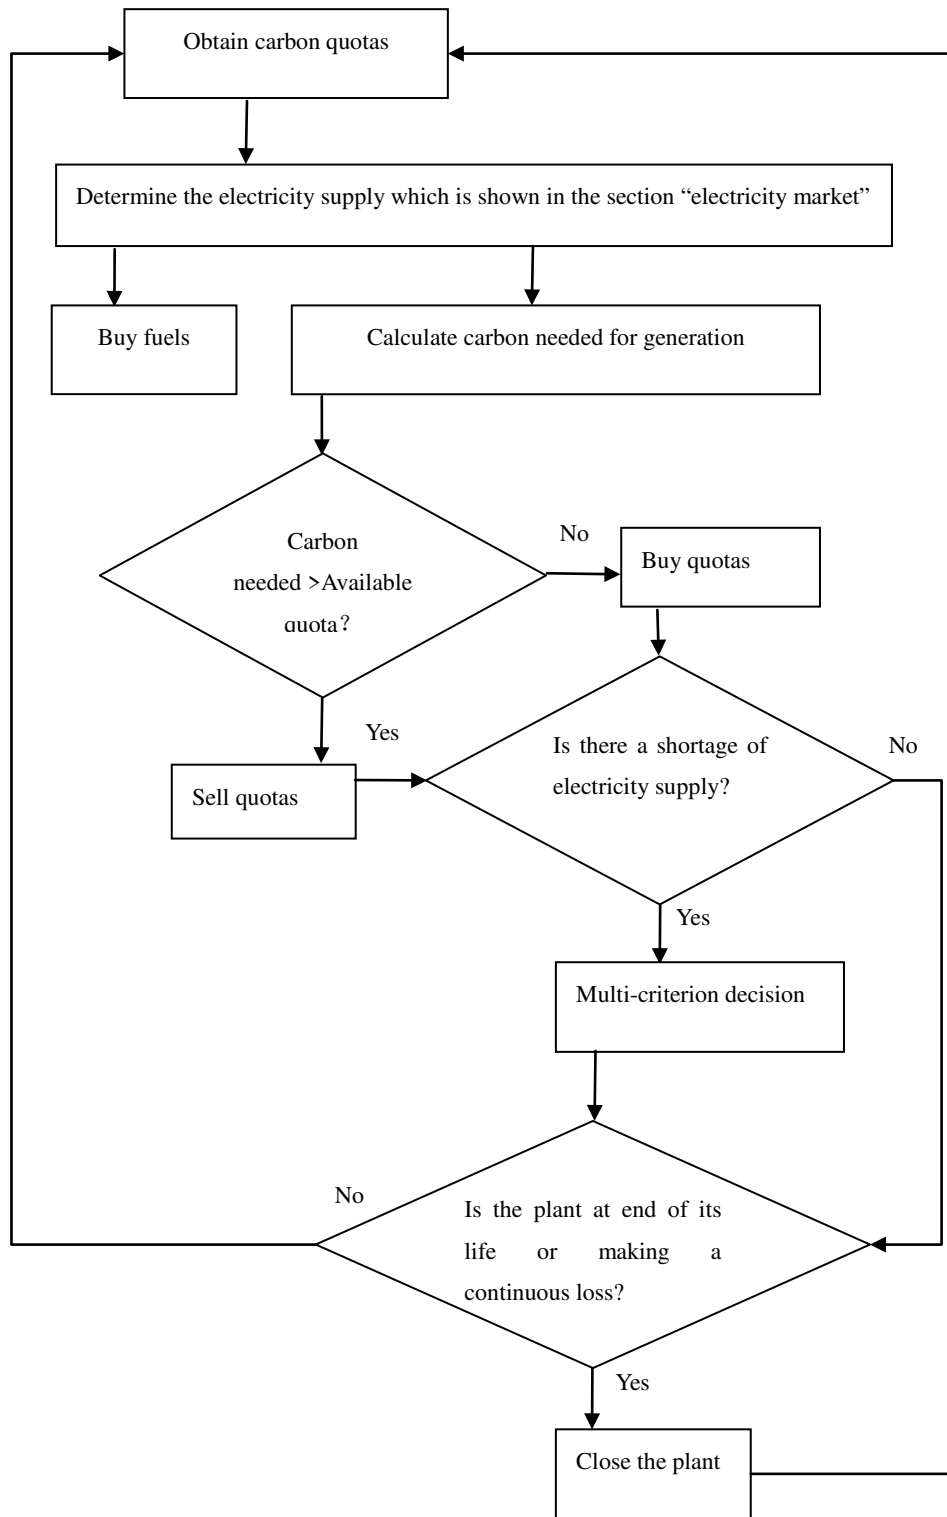 Obtain carbon quotas
Determine the electricity supply which is shown in the section “electricity market”
Buy fuels
Calculate carbon needed for generation
Carbon
needed >Available
quota?
No
Buy quotas
Yes
Sell quotas
Is there a shortage of
electricity supply?
No
Yes
Multi-criterion decision
No
Is the plant at end of its
life or making a
continuous loss?
Yes
Close the plant